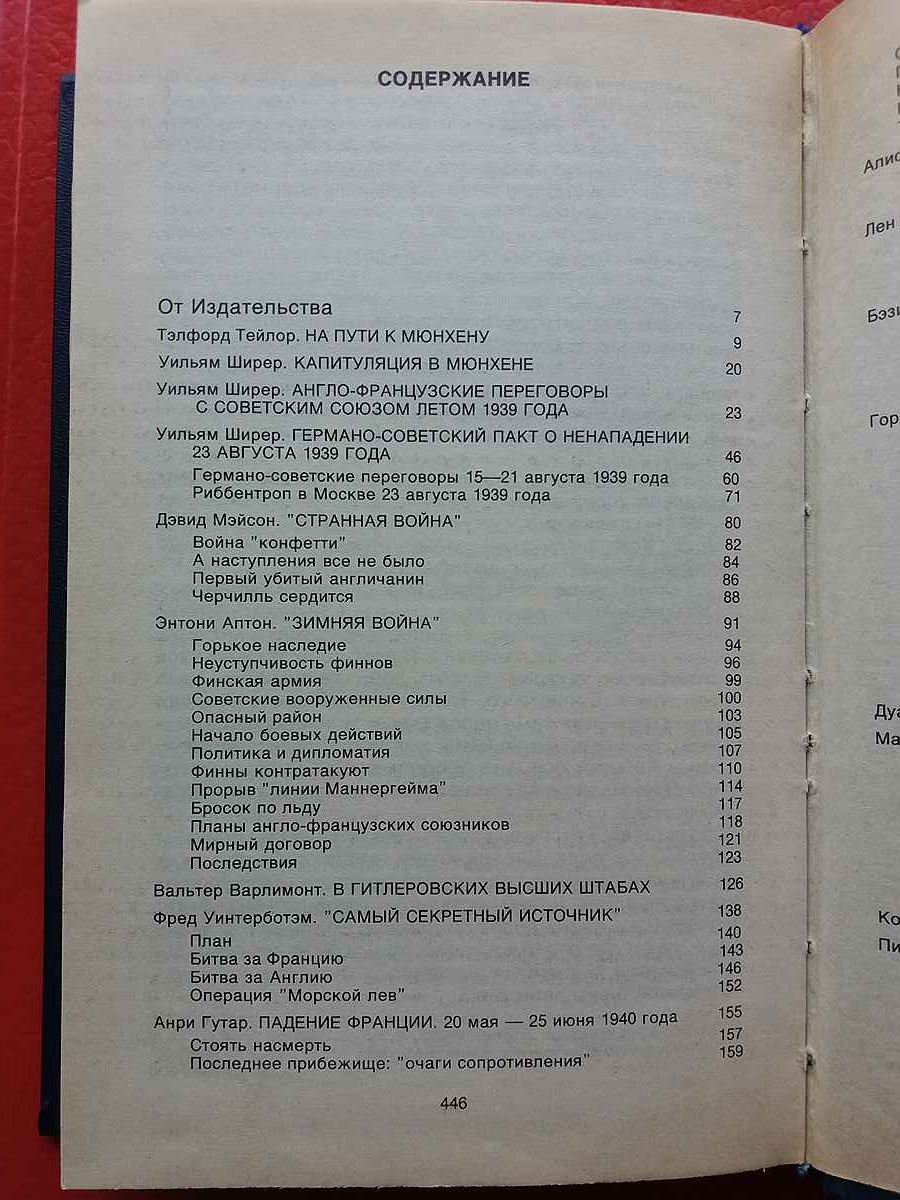 СОДЕРЖАНИЕ
От Издательства 7
Тэлфорд Тейлор. НА ПУТИ К МЮНХЕНУ 9
Уильям Ширер. КАПИТУЛЯЦИЯ В МЮНХЕНЕ 20
Уильям Ширер. АНГЛО-ФРАНЦУЗСКИЕ ПЕРЕГОВОРЫ
С СОВЕТСКИМ СОЮЗОМ ЛЕТОМ 1939 ГОДА 23
Уильям Ширер. ГЕРМАНО-СОВЕТСКИЙ ПАКТ О НЕНАПАДЕНИИ
23 АВГУСТА 1939 ГОДА 46
Германо-советские переговоры 15—21 августа 1939 года 60
Риббентроп в Москве 23 августа 1939 года 71
Дэвид Мэйсон. "СТРАННАЯ ВОЙНА" 80
Война "конфетти" 82
А наступления все не было 84
Первый убитый англичанин 86
Черчилль сердится 88
Энтони Аптон. "ЗИМНЯЯ ВОЙНА" 91
Горькое наследие 94
Неуступчивость финнов 96
Финская армия 99
Советские вооруженные силы 100
Опасный район 103
Начало боевых действий 105
Политика и дипломатия 107
Финны контратакуют 110
Прорыв "линии Маннергейма" 114
Бросок по льду 117
Планы англо-французских союзников 118
Мирный договор 121
Последствия 123
Вальтер Варлимонт. В ГИТЛЕРОВСКИХ ВЫСШИХ ШТАБАХ 126
Фред Уинтерботэм. "САМЫЙ СЕКРЕТНЫЙ ИСТОЧНИК" 138
План 140
Битва за Францию 143
Битва за Англию 146
Операция "Морской лев" 152
Анри Гутар. ПАДЕНИЕ ФРАНЦИИ. 20 мая — 25 июня 1940 года 155
Стоять насмерть 157
Последнее прибежище: "очаги сопротивления" 159
446
Лен